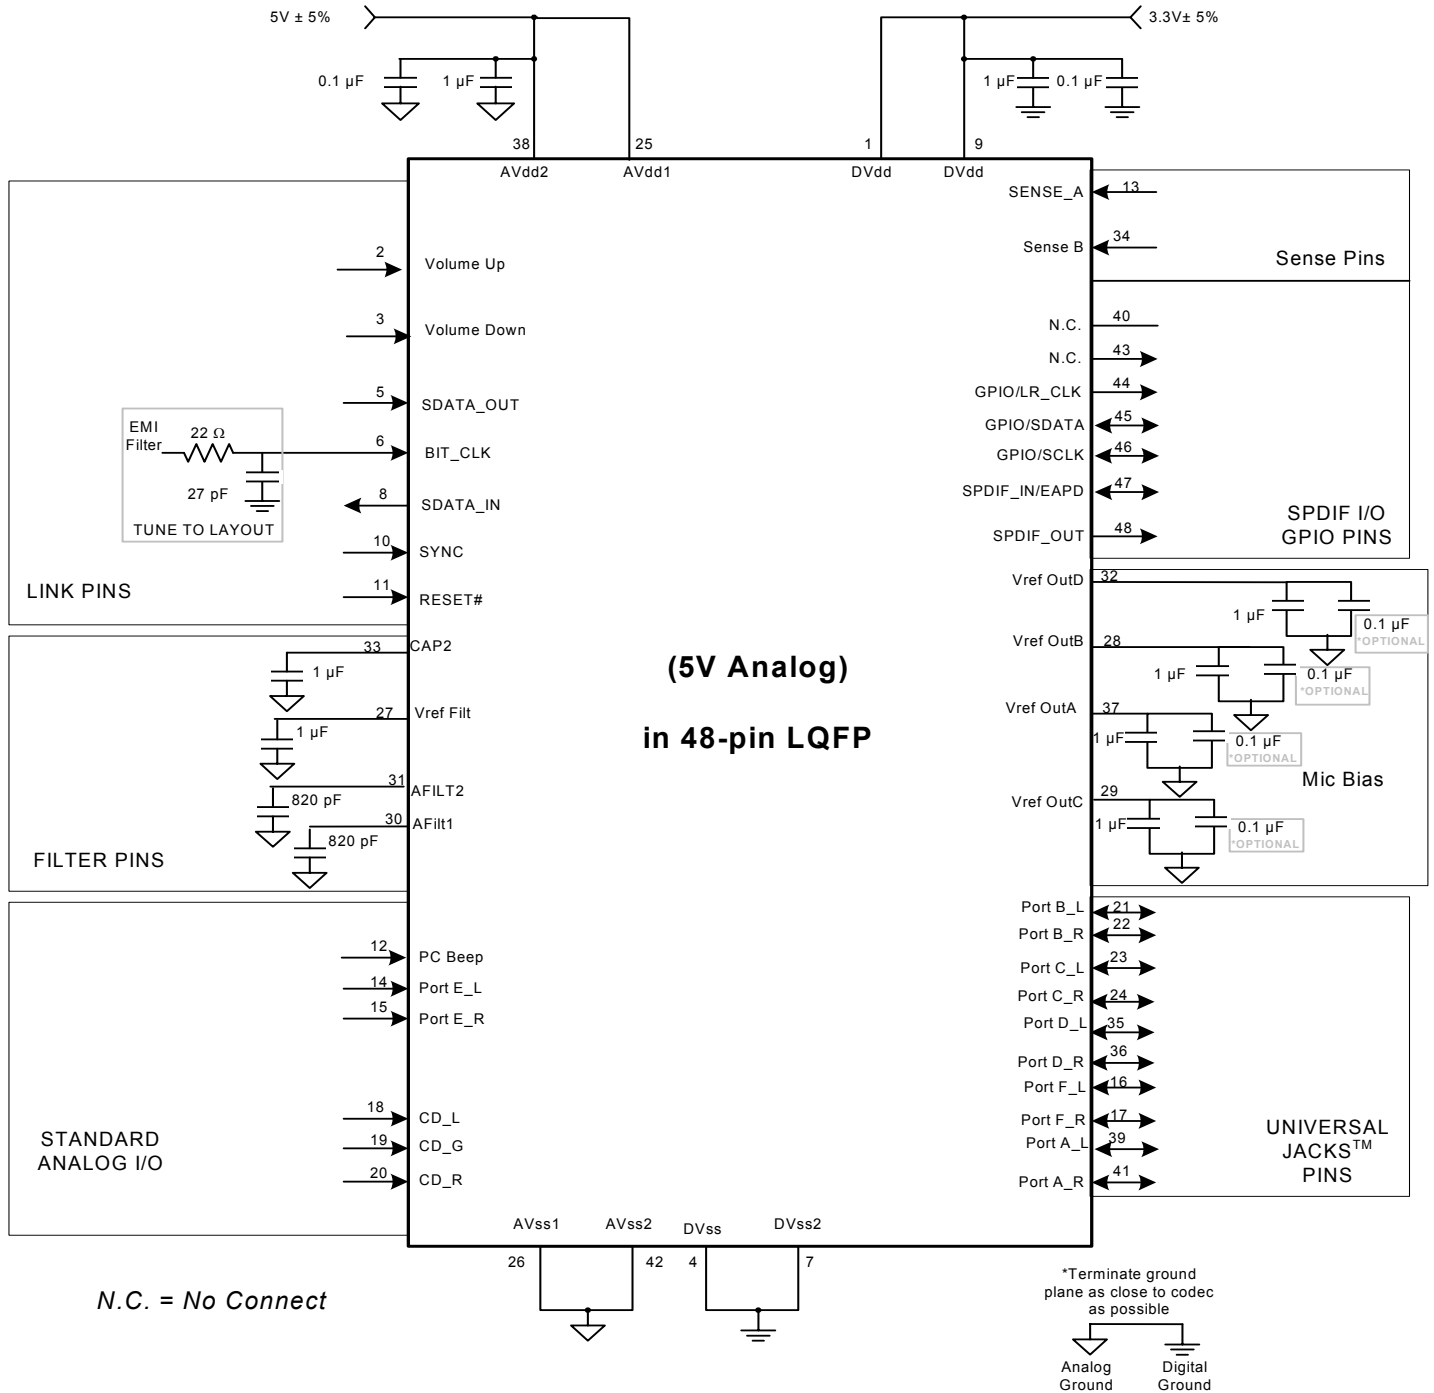 5V ± 5%
3.3V± 5%
0.1 µF
1 µF
1 µF
0.1 µF
38
25
1
9
AVdd2
AVdd1
DVdd
DVdd
2
Volume Up
3
Volume Down
5
SDATA_OUT
EMI
Filter
22 Ω
27 pF
TUNE TO LAYOUT
6
BIT_CLK
8
SDATA_IN
10
SYNC
11
RESET#
LINK PINS
33
CAP2
1 µF
27
Vref Filt
1 µF
31
AFILT2
820 pF
30
AFilt1
820 pF
FILTER PINS
12
PC Beep
14
Port E_L
15
Port E_R
18
CD_L
19
CD_G
20
CD_R
STANDARD
ANALOG I/O
(5V Analog)
in 48-pin LQFP
SENSE_A
13
Sense B
34
Sense Pins
N.C.
40
N.C.
43
GPIO/LR_CLK
44
GPIO/SDATA
45
GPIO/SCLK
46
SPDIF_IN/EAPD
47
SPDIF_OUT
48
SPDIF I/O
GPIO PINS
Vref OutD
32
1 µF
0.1 µF
*OPTIONAL
Vref OutB
28
1 µF
0.1 µF
*OPTIONAL
Vref OutA
37
1 µF
0.1 µF
*OPTIONAL
Mic Bias
Vref OutC
29
1 µF
0.1 µF
*OPTIONAL
Port B_L
21
Port B_R
22
Port C_L
23
Port C_R
24
Port D_L
35
Port D_R
36
Port F_L
16
Port F_R
17
Port A_L
39
Port A_R
41
UNIVERSAL
JACKS™
PINS
AVss1
AVss2
DVss
DVss2
26
42
4
7
N.C. = No Connect
*Terminate ground
plane as close to codec
as possible
Analog
Ground
Digital
Ground